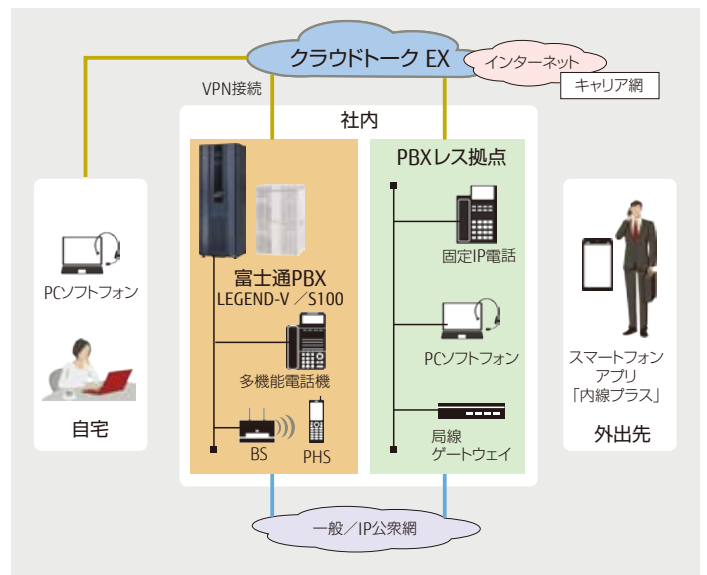 クラウドトーク EX
インターネット
キャリア網
VPN接続
社内
PBXレス拠点
固定IP電話
富士通PBX
LEGEND-V ／S100
PCソフトフォン
多機能電話機
PCソフトフォン
スマートフォン
アプリ
「内線プラス」
自宅
BS
PHS
局線
ゲートウェイ
外出先
一般／IP公衆網